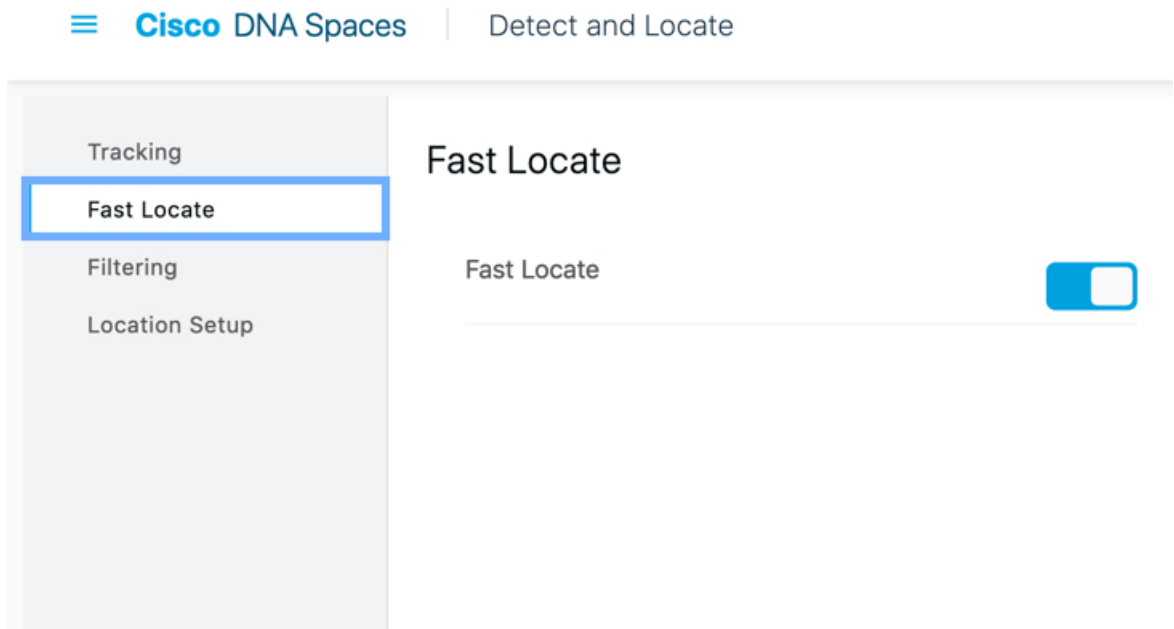 Cisco DNA Spaces
Detect and Locate
Tracking
Fast Locate
Filtering
Location Setup
Fast Locate
Fast Locate